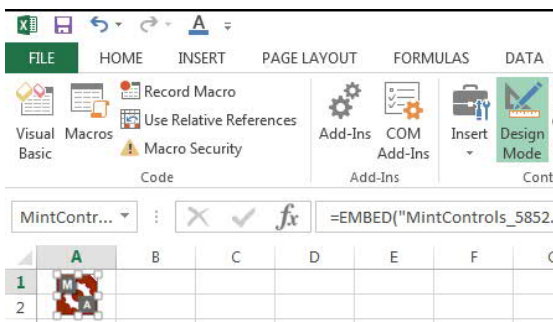 FILE HOME INSERT PAGE LAYOUT FORMULAS DATA
Record Macro
Use Relative References
Macro Security
Visual Basic
Macros
Add-Ins
COM Add-Ins
Insert
Design Mode
Code Add-Ins Cont
MintContr... fx =EMBED("MintControls_5852.
A B C D E F
1 M
2 A